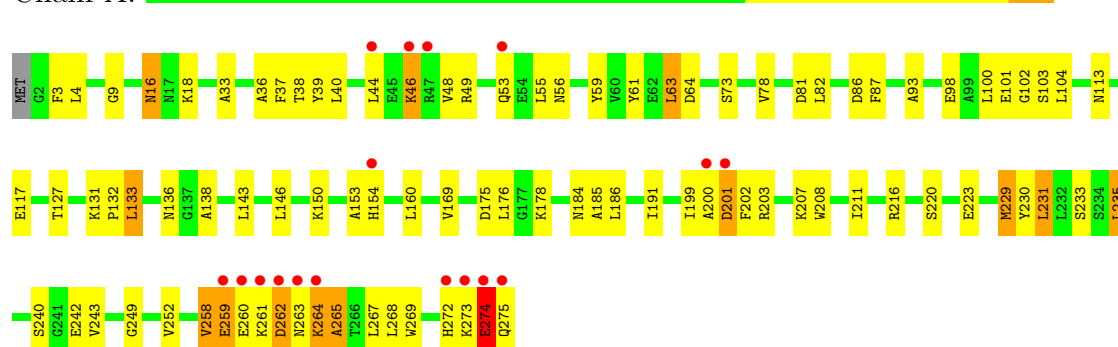 MET G2 F3 L4 G9 N16 N17 K18 A33 A36 F37 T38 Y39 L40 L44 E45 K46 R47 V48 R49 Q53 E54 L55 N56 Y59 V60 Y61 E62 L63 D64 S73 V78 D81 L82 D86 F87 A93 E98 A99 L100 E101 G102 S103 L104 N113
E117 T127 K131 P132 L133 N136 G137 A138 L143 L146 K150 A153 H154 L160 V169 D175 L176 G177 K178 N184 A185 L186 I191 I199 A200 D201 F202 R203 K207 W208 I211 R216 S220 E223 M229 Y230 L231 L232 S233 S234 L235
S240 G241 E242 V243 G249 V252 V258 E259 E260 K261 D262 N263 K264 A265 T266 L267 L268 W269 H272 K273 E274 Q275